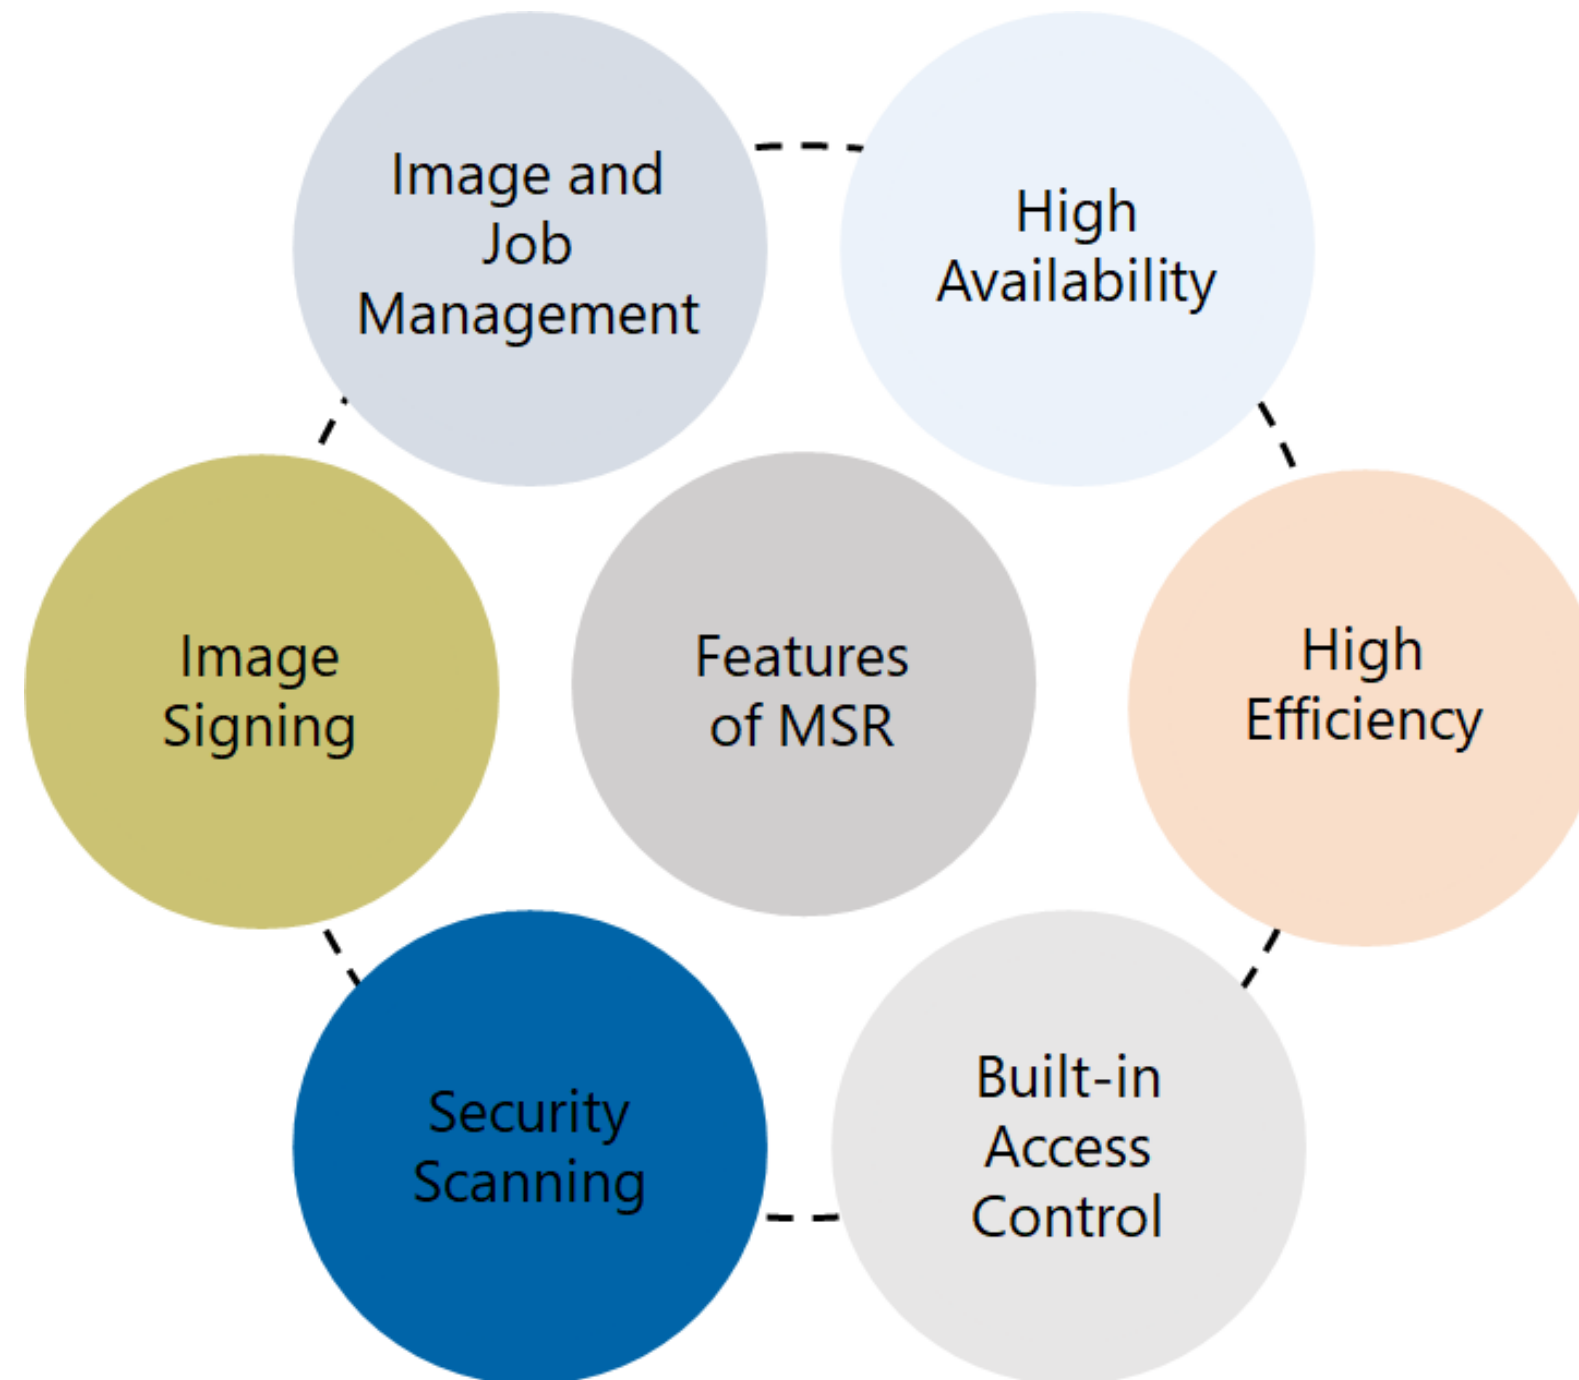 Image and
Job
Management
High
Availability
Image
Signing
Features
of MSR
High
Efficiency
Security
Scanning
Built-in
Access
Control